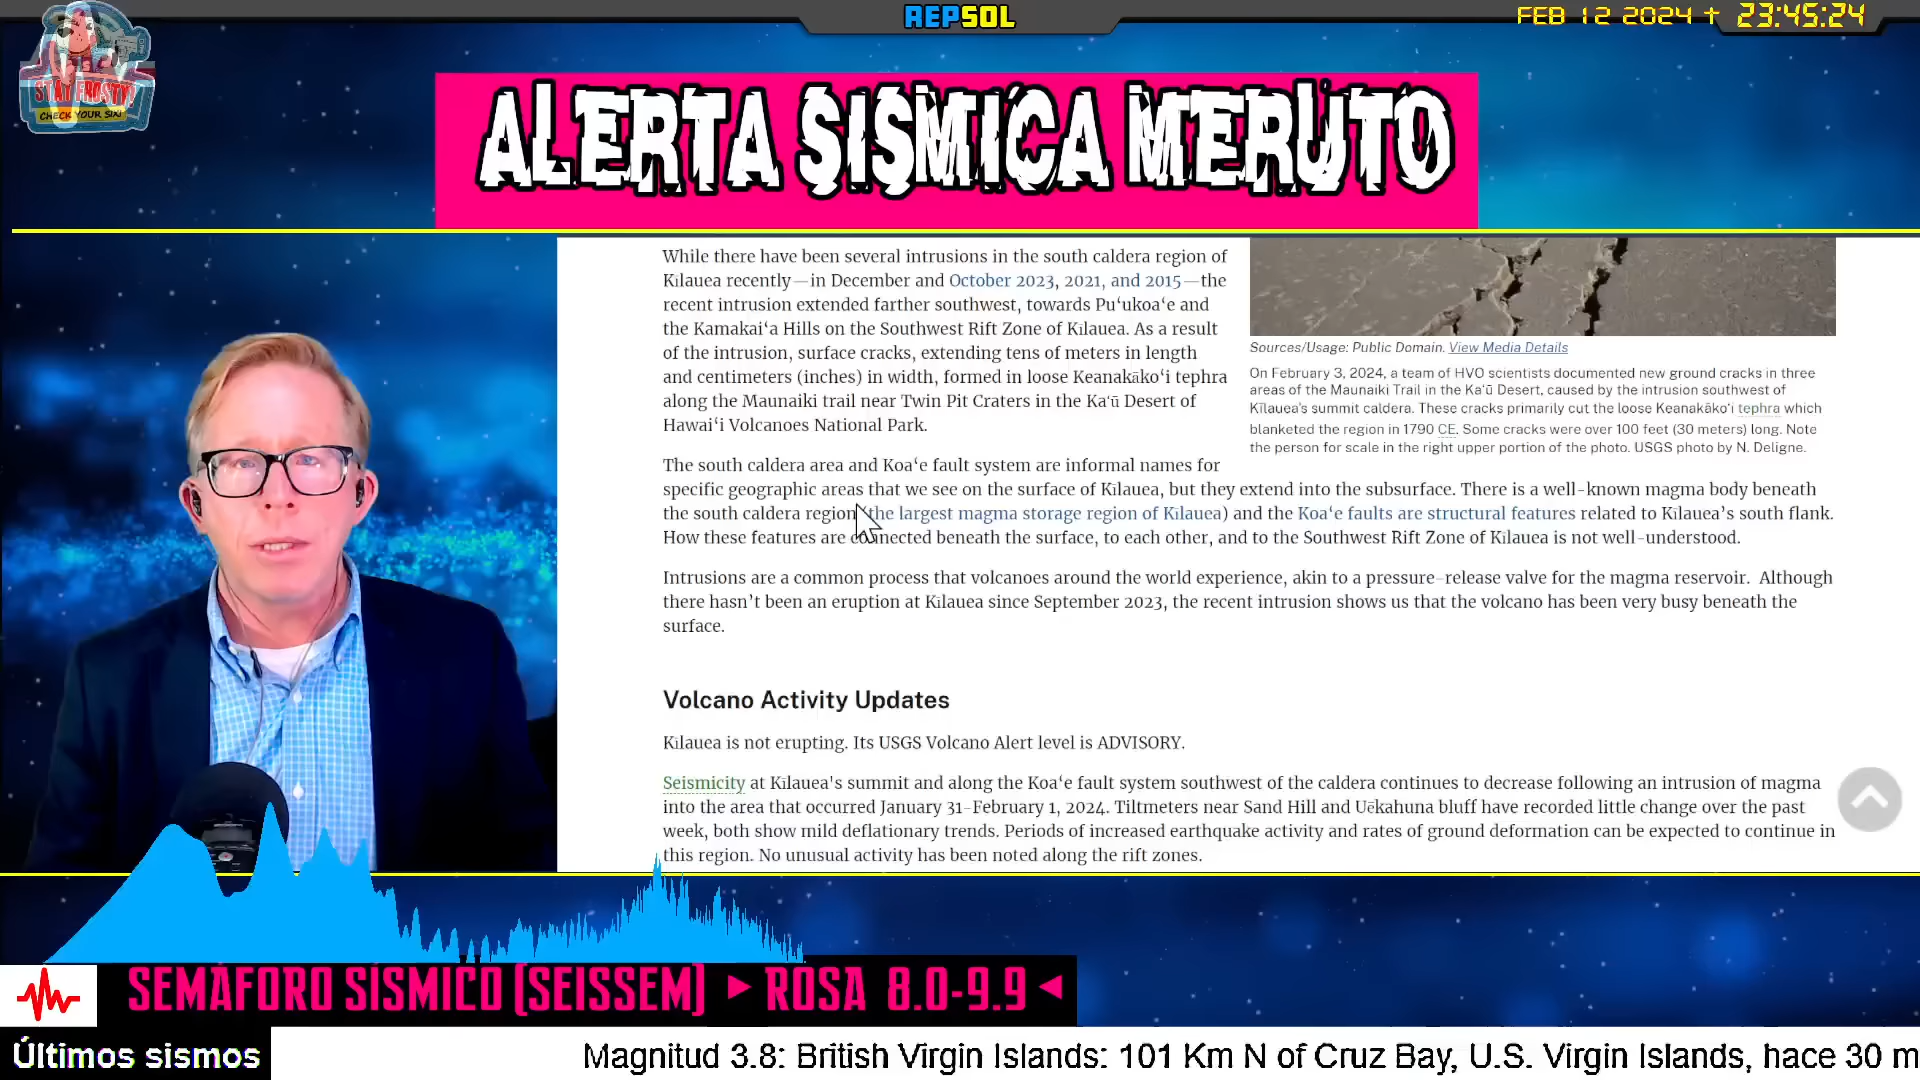 REPSOL
FEB 12 2024 + 23:45:24
STAY FROSTY!
CHECK YOUR SIX!
ALERTA SISMICA MERUTO
While there have been several intrusions in the south caldera region of
Kīlauea recently—in December and October 2023, 2021, and 2015—the
recent intrusion extended farther southwest, towards Puʻukoaʻe and
the Kamakaiʻa Hills on the Southwest Rift Zone of Kīlauea. As a result
of the intrusion, surface cracks, extending tens of meters in length
and centimeters (inches) in width, formed in loose Keanakākoʻi tephra
along the Maunaiki trail near Twin Pit Craters in the Kaʻū Desert of
Hawaiʻi Volcanoes National Park.
Sources/Usage: Public Domain. View Media Details
On February 3, 2024, a team of HVO scientists documented new ground cracks in three
areas of the Maunaiki Trail in the Kaʻū Desert, caused by the intrusion southwest of
Kīlauea's summit caldera. These cracks primarily cut the loose Keanakākoʻi tephra which
blanketed the region in 1790 CE. Some cracks were over 100 feet (30 meters) long. Note
the person for scale in the right upper portion of the photo. USGS photo by N. Deligne.
The south caldera area and Koaʻe fault system are informal names for
specific geographic areas that we see on the surface of Kīlauea, but they extend into the subsurface. There is a well-known magma body beneath
the south caldera region (the largest magma storage region of Kīlauea) and the Koaʻe faults are structural features related to Kīlauea's south flank.
How these features are connected beneath the surface, to each other, and to the Southwest Rift Zone of Kīlauea is not well-understood.
Intrusions are a common process that volcanoes around the world experience, akin to a pressure-release valve for the magma reservoir. Although
there hasn't been an eruption at Kīlauea since September 2023, the recent intrusion shows us that the volcano has been very busy beneath the
surface.
Volcano Activity Updates
Kīlauea is not erupting. Its USGS Volcano Alert level is ADVISORY.
Seismicity at Kīlauea's summit and along the Koaʻe fault system southwest of the caldera continues to decrease following an intrusion of magma
into the area that occurred January 31-February 1, 2024. Tiltmeters near Sand Hill and Uēkahuna bluff have recorded little change over the past
week, both show mild deflationary trends. Periods of increased earthquake activity and rates of ground deformation can be expected to continue in
this region. No unusual activity has been noted along the rift zones.
SEMÁFORO SÍSMICO (SEISSEM) ► ROSA 8.0-9.9 ◄
Últimos sismos
Magnitud 3.8: British Virgin Islands: 101 Km N of Cruz Bay, U.S. Virgin Islands, hace 30 m